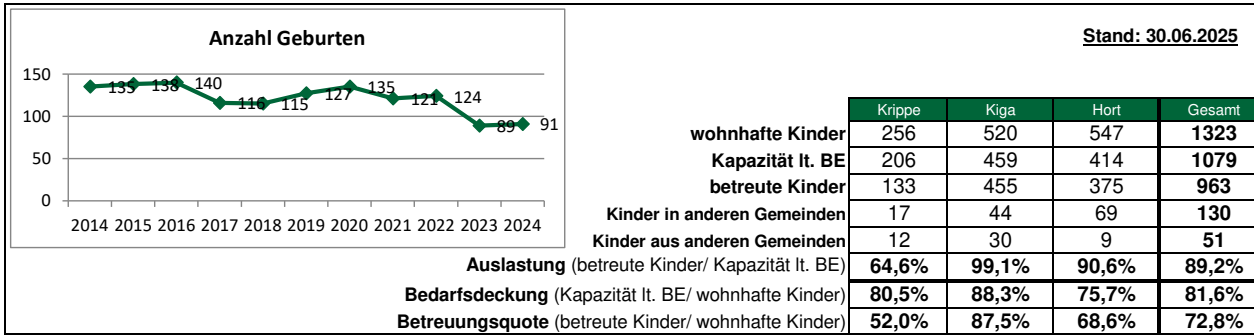 Anzahl Geburten
Stand: 30.06.2025
150
100
50
0
135 138 140 116 115 127 135 121 124 89 91
2014 2015 2016 2017 2018 2019 2020 2021 2022 2023 2024
Krippe Kiga Hort Gesamt
wohnhafte Kinder 256 520 547 1323
Kapazität lt. BE 206 459 414 1079
betreute Kinder 133 455 375 963
Kinder in anderen Gemeinden 17 44 69 130
Kinder aus anderen Gemeinden 12 30 9 51
Auslastung (betreute Kinder/ Kapazität lt. BE) 64,6% 99,1% 90,6% 89,2%
Bedarfsdeckung (Kapazität lt. BE/ wohnhafte Kinder) 80,5% 88,3% 75,7% 81,6%
Betreuungsquote (betreute Kinder/ wohnhafte Kinder) 52,0% 87,5% 68,6% 72,8%